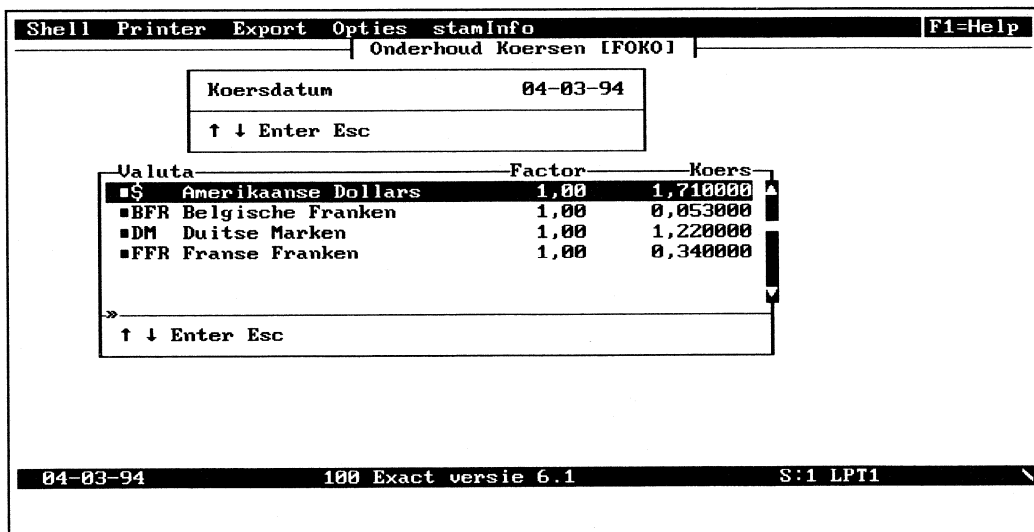 Shell Printer Export Opties stamInfo F1=Help
Onderhoud Koersen [FOKO]
Koersdatum 04-03-94
↑ ↓ Enter Esc
Valuta Factor Koers
$ Amerikaanse Dollars 1,00 1,710000
BFR Belgische Franken 1,00 0,053000
DM Duitse Marken 1,00 1,220000
FFR Franse Franken 1,00 0,340000
»
↑ ↓ Enter Esc
04-03-94 100 Exact versie 6.1 S:1 LPT1 \